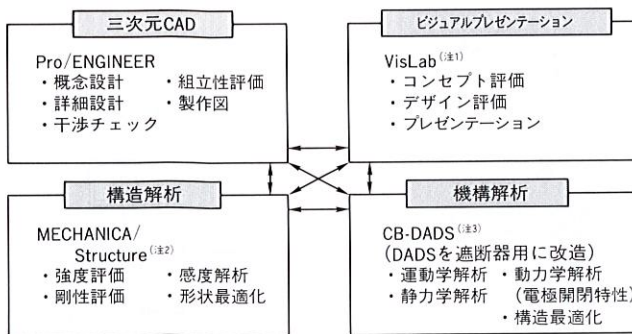 三次元CAD
Pro/ENGINEER
・概念設計 ・組立性評価
・詳細設計 ・製作図
・干渉チェック
ビジュアルプレゼンテーション
VisLab(注1)
・コンセプト評価
・デザイン評価
・プレゼンテーション
構造解析
MECHANICA/
Structure(注2)
・強度評価 ・感度解析
・剛性評価 ・形状最適化
機構解析
CB-DADS(注3)
(DADSを遮断器用に改造)
・運動学解析 ・動力学解析
・静力学解析 (電極開閉特性)
・構造最適化